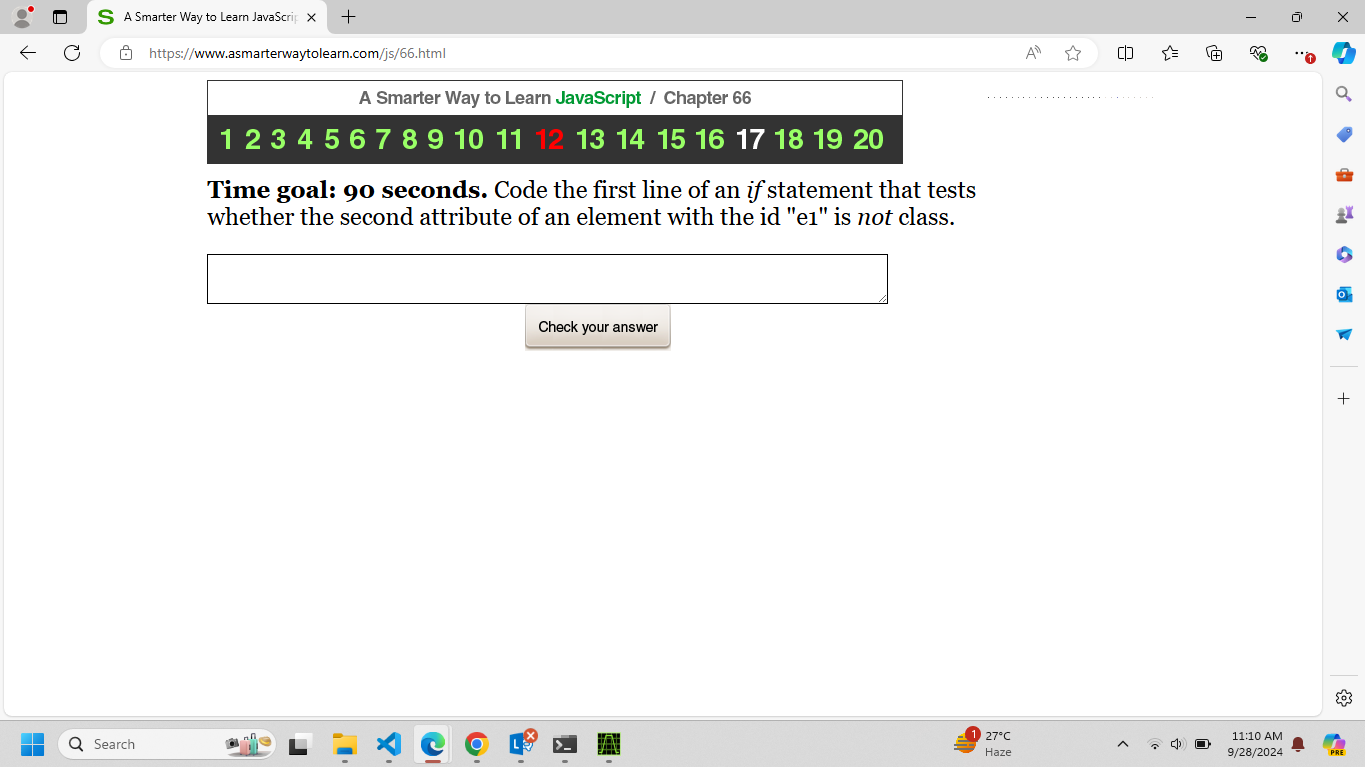 A Smarter Way to Learn JavaScrip
https://www.asmarterwaytolearn.com/js/66.html
A Smarter Way to Learn JavaScript / Chapter 66
1 2 3 4 5 6 7 8 9 10 11 12 13 14 15 16 17 18 19 20
Time goal: 90 seconds. Code the first line of an if statement that tests
whether the second attribute of an element with the id "e1" is not class.
Check your answer
Search
1
27°C
Haze
11:10 AM
9/28/2024
PRE